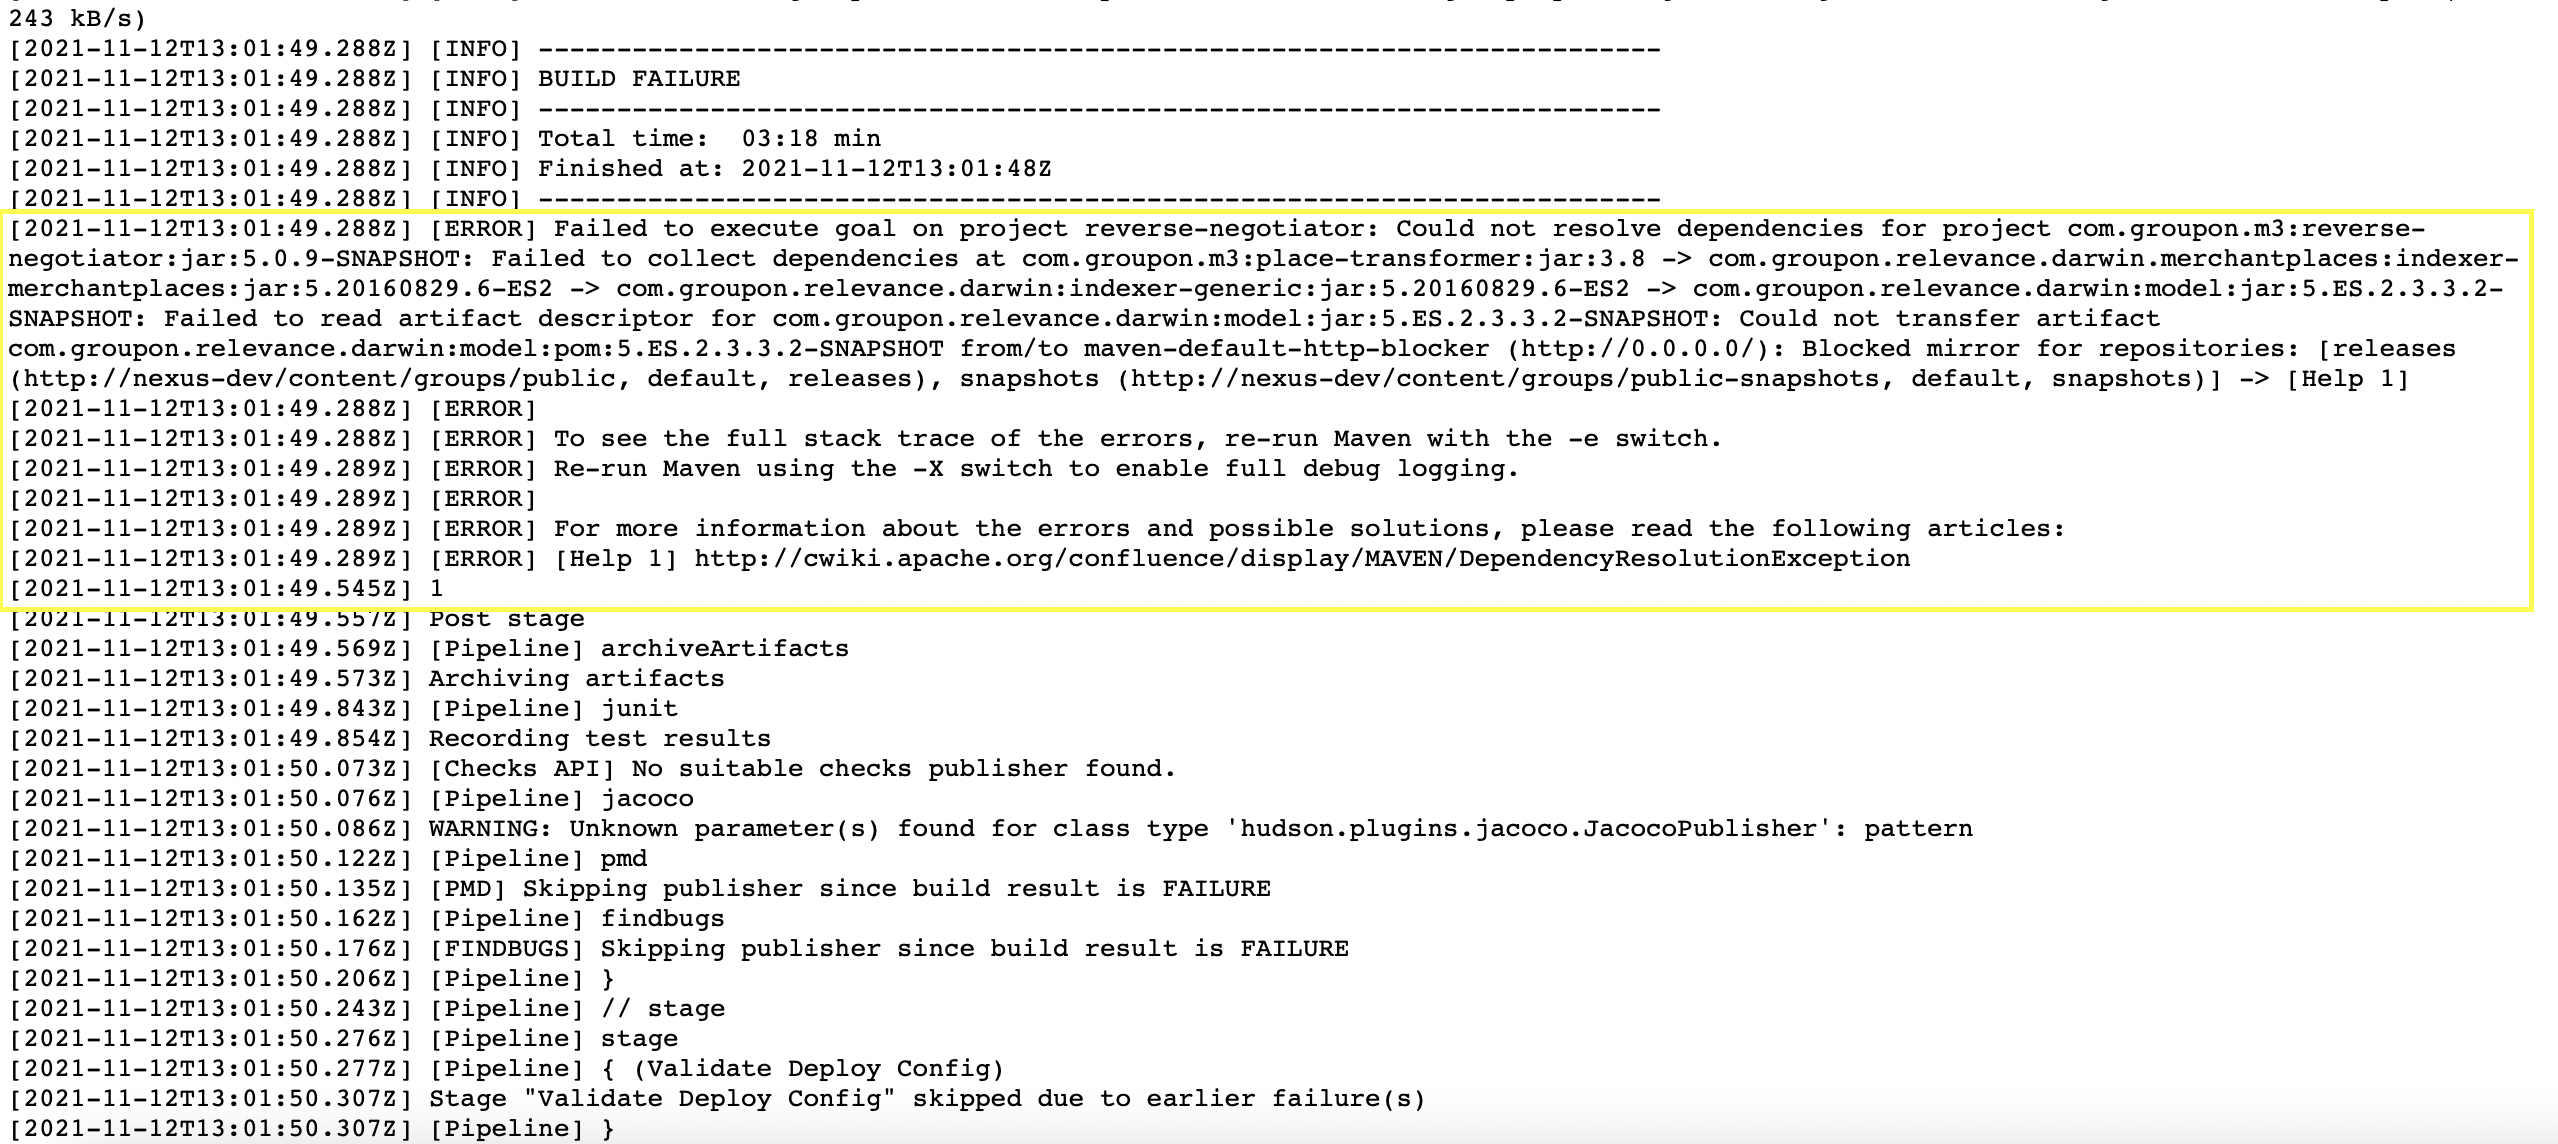 243 kB/s)
[2021-11-12T13:01:49.288Z] [INFO] ------------------------------------------------------------------------
[2021-11-12T13:01:49.288Z] [INFO] BUILD FAILURE
[2021-11-12T13:01:49.288Z] [INFO] ------------------------------------------------------------------------
[2021-11-12T13:01:49.288Z] [INFO] Total time:  03:18 min
[2021-11-12T13:01:49.288Z] [INFO] Finished at: 2021-11-12T13:01:48Z
[2021-11-12T13:01:49.288Z] [INFO] ------------------------------------------------------------------------
[2021-11-12T13:01:49.288Z] [ERROR] Failed to execute goal on project reverse-negotiator: Could not resolve dependencies for project com.groupon.m3:reverse-
negotiator:jar:5.0.9-SNAPSHOT: Failed to collect dependencies at com.groupon.m3:place-transformer:jar:3.8 -> com.groupon.relevance.darwin.merchantplaces:indexer-
merchantplaces:jar:5.20160829.6-ES2 -> com.groupon.relevance.darwin:indexer-generic:jar:5.20160829.6-ES2 -> com.groupon.relevance.darwin:model:jar:5.ES.2.3.3.2-
SNAPSHOT: Failed to read artifact descriptor for com.groupon.relevance.darwin:model:jar:5.ES.2.3.3.2-SNAPSHOT: Could not transfer artifact
com.groupon.relevance.darwin:model:pom:5.ES.2.3.3.2-SNAPSHOT from/to maven-default-http-blocker (http://0.0.0.0/): Blocked mirror for repositories: [releases
(http://nexus-dev/content/groups/public, default, releases), snapshots (http://nexus-dev/content/groups/public-snapshots, default, snapshots)] -> [Help 1]
[2021-11-12T13:01:49.288Z] [ERROR]
[2021-11-12T13:01:49.288Z] [ERROR] To see the full stack trace of the errors, re-run Maven with the -e switch.
[2021-11-12T13:01:49.289Z] [ERROR] Re-run Maven using the -X switch to enable full debug logging.
[2021-11-12T13:01:49.289Z] [ERROR]
[2021-11-12T13:01:49.289Z] [ERROR] For more information about the errors and possible solutions, please read the following articles:
[2021-11-12T13:01:49.289Z] [ERROR] [Help 1] http://cwiki.apache.org/confluence/display/MAVEN/DependencyResolutionException
[2021-11-12T13:01:49.545Z] 1
[2021-11-12T13:01:49.557Z] Post stage
[2021-11-12T13:01:49.569Z] [Pipeline] archiveArtifacts
[2021-11-12T13:01:49.573Z] Archiving artifacts
[2021-11-12T13:01:49.843Z] [Pipeline] junit
[2021-11-12T13:01:49.854Z] Recording test results
[2021-11-12T13:01:50.073Z] [Checks API] No suitable checks publisher found.
[2021-11-12T13:01:50.076Z] [Pipeline] jacoco
[2021-11-12T13:01:50.086Z] WARNING: Unknown parameter(s) found for class type 'hudson.plugins.jacoco.JacocoPublisher': pattern
[2021-11-12T13:01:50.122Z] [Pipeline] pmd
[2021-11-12T13:01:50.135Z] [PMD] Skipping publisher since build result is FAILURE
[2021-11-12T13:01:50.162Z] [Pipeline] findbugs
[2021-11-12T13:01:50.176Z] [FINDBUGS] Skipping publisher since build result is FAILURE
[2021-11-12T13:01:50.206Z] [Pipeline] }
[2021-11-12T13:01:50.243Z] [Pipeline] // stage
[2021-11-12T13:01:50.276Z] [Pipeline] stage
[2021-11-12T13:01:50.277Z] [Pipeline] { (Validate Deploy Config)
[2021-11-12T13:01:50.307Z] Stage "Validate Deploy Config" skipped due to earlier failure(s)
[2021-11-12T13:01:50.307Z] [Pipeline] }